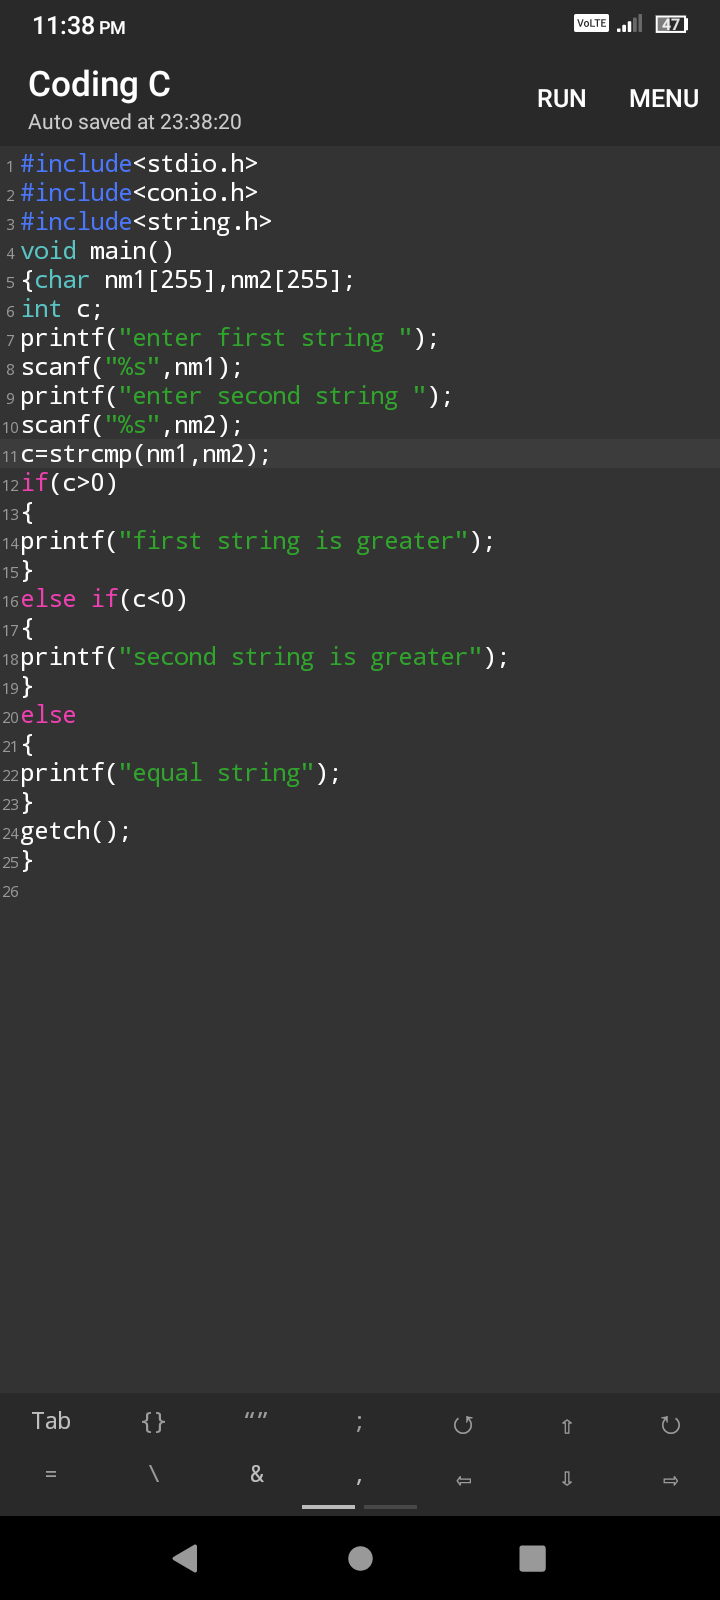 11:38 PM VoLTE 47
Coding C
RUN MENU
Auto saved at 23:38:20
1 #include<stdio.h>
2 #include<conio.h>
3 #include<string.h>
4 void main()
5 {char nm1[255],nm2[255];
6 int c;
7 printf("enter first string ");
8 scanf("%s",nm1);
9 printf("enter second string ");
10 scanf("%s",nm2);
11 c=strcmp(nm1,nm2);
12 if(c>0)
13 {
14 printf("first string is greater");
15 }
16 else if(c<0)
17 {
18 printf("second string is greater");
19 }
20 else
21 {
22 printf("equal string");
23 }
24 getch();
25 }
26
Tab {} “” ; ↺ ⇧ ↻
= \ & , ⇦ ⇩ ⇨